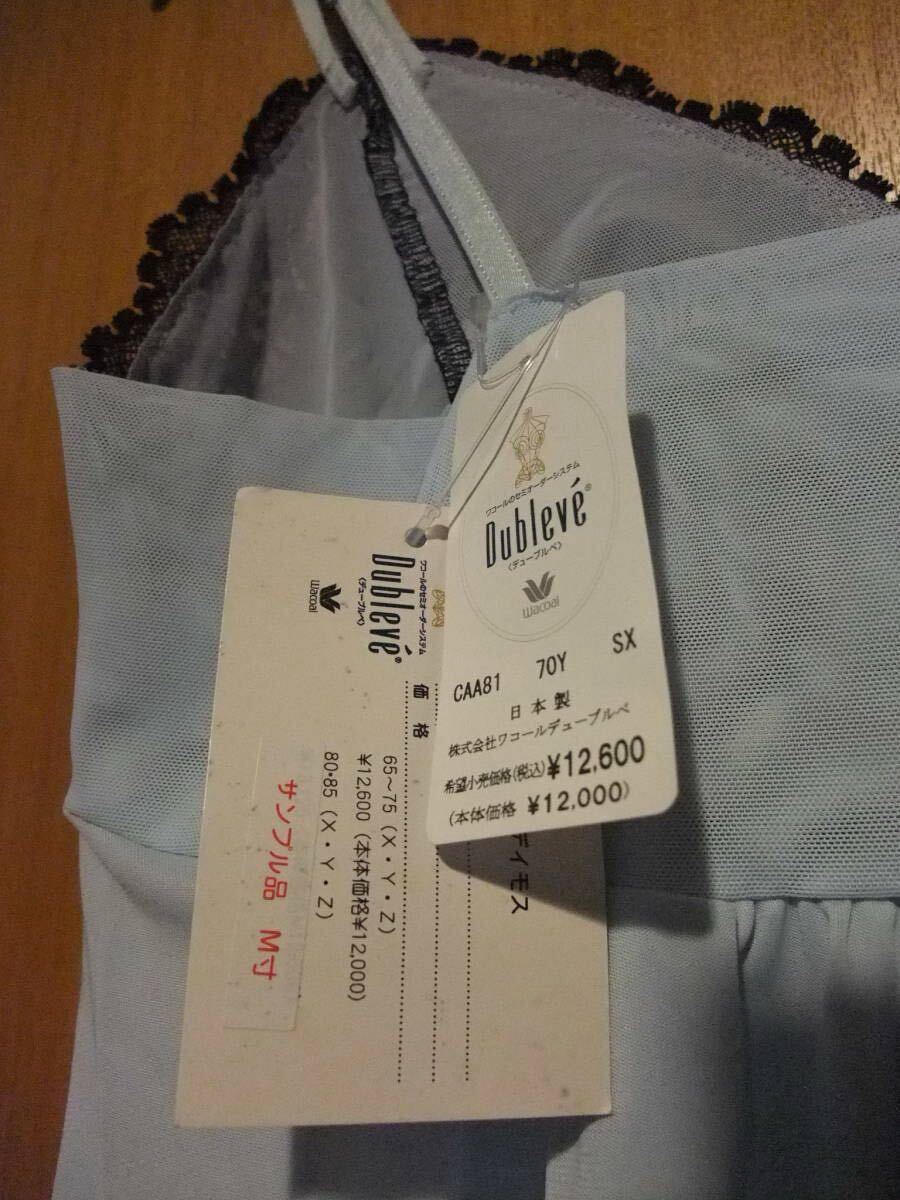 ワコールのセミオーダーシステム
Dublevé®
〈デューブルベ〉
Wacoal
CAA81 70Y SX
日本製
株式会社ワコールデューブルベ
希望小売価格(税込)¥12,600
(本体価格 ¥12,000)
ワコールのセミオーダーシステム
Dublevé®
〈デューブルベ〉
Wacoal
ディモス
価格
65～75(X・Y・Z)
¥12,600(本体価格¥12,000)
80・85(X・Y・Z)
サンプル品 M寸